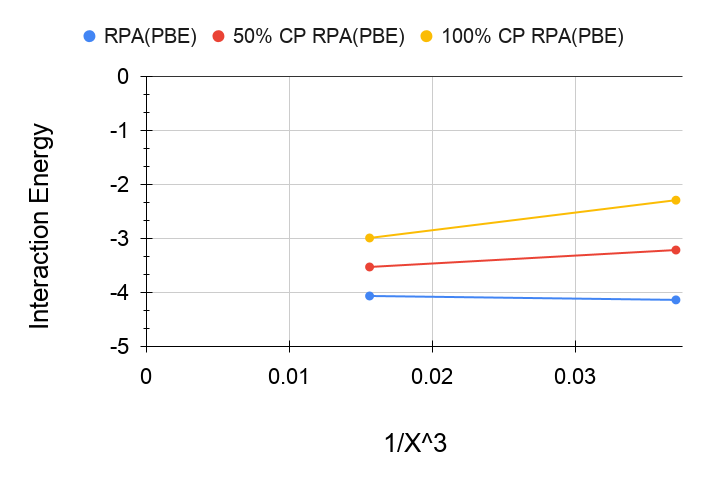 RPA(PBE) 50% CP RPA(PBE) 100% CP RPA(PBE)
0
-1
-2
-3
-4
-5
Interaction Energy
0 0.01 0.02 0.03
1/X^3